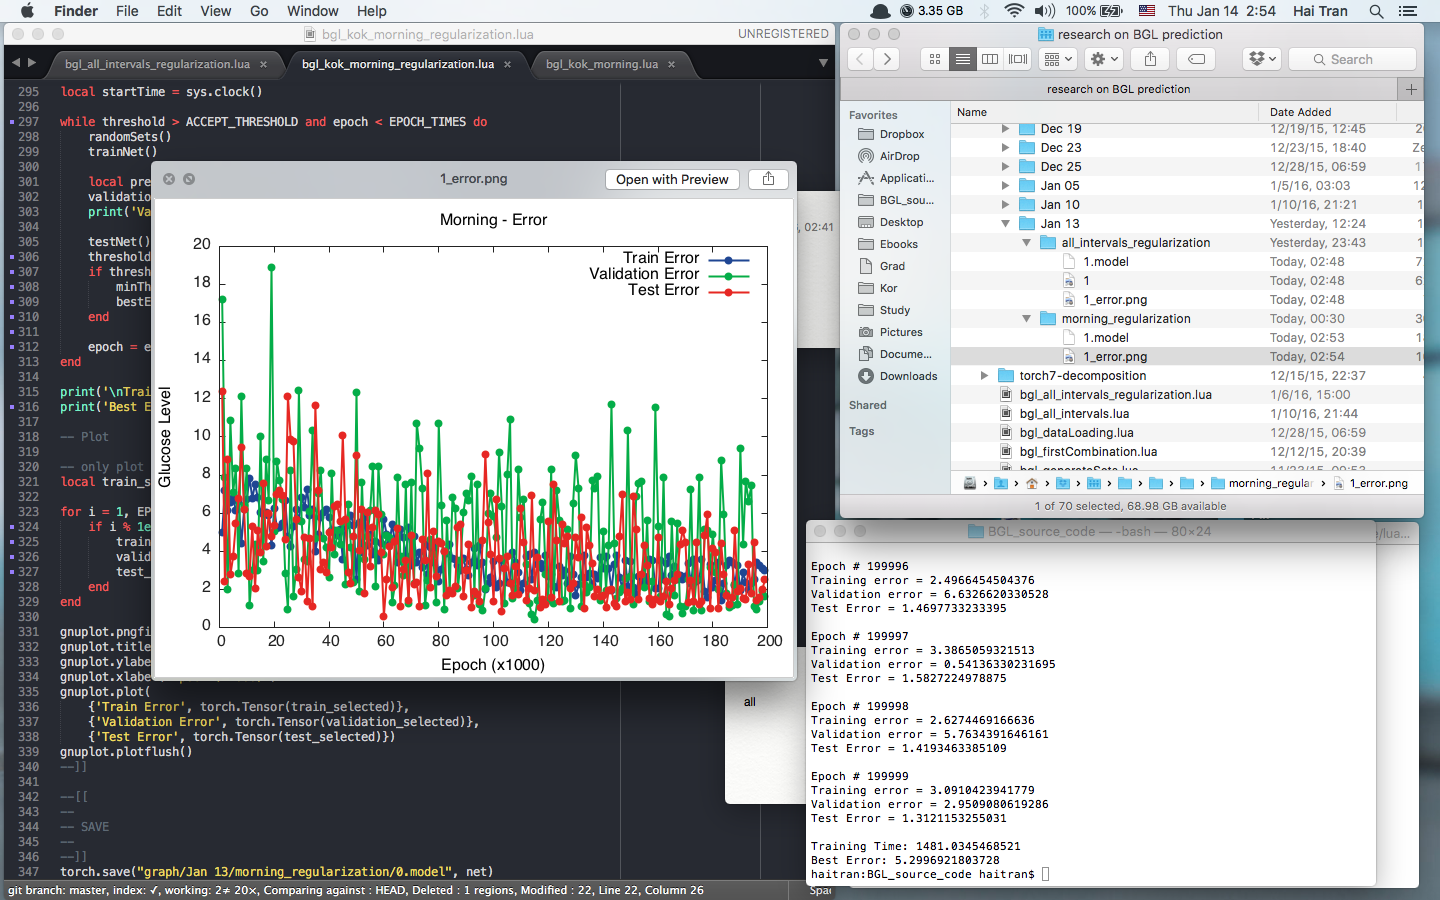 Finder File Edit View Go Window Help 3.35 GB 100% Thu Jan 14 2:54 Hai Tran
bgl_kok_morning_regularization.lua UNREGISTERED
bgl_all_intervals_regularization.lua × bgl_kok_morning_regularization.lua × bgl_kok_morning.lua ×
295 local startTime = sys.clock()
296
297 while threshold > ACCEPT_THRESHOLD and epoch < EPOCH_TIMES do
298 randomSets()
299 trainNet()
300
301 local pre
302 validation
303 print('Va
304
305 testNet()
306 threshold
307 if thresh
308 minTh
309 bestE
310 end
311
312 epoch = e
313 end
314
315 print('\nTrai
316 print('Best E
317
318 -- Plot
319
320 -- only plot
321 local train_s
322
323 for i = 1, EP
324 if i % 1e
325 train
326 valid
327 test_
328 end
329 end
330
331 gnuplot.pngfi
332 gnuplot.title
333 gnuplot.ylabe
334 gnuplot.xlabe
335 gnuplot.plot(
336 {'Train Error', torch.Tensor(train_selected)},
337 {'Validation Error', torch.Tensor(validation_selected)},
338 {'Test Error', torch.Tensor(test_selected)})
339 gnuplot.plotflush()
340 --]]
341
342 --[[
343 --
344 -- SAVE
345 --
346 --]]
347 torch.save("graph/Jan 13/morning_regularization/0.model", net)
git branch: master, index: ✓, working: 2≠ 20×, Comparing against : HEAD, Deleted : 1 regions, Modified : 22, Line 22, Column 26 Spac
1_error.png Open with Preview
Morning - Error
Train Error
Validation Error
Test Error
Glucose Level
20
18
16
14
12
10
8
6
4
2
0
0 20 40 60 80 100 120 140 160 180 200
Epoch (x1000)
, 02:41
all
research on BGL prediction
Search
research on BGL prediction
Favorites
Dropbox
AirDrop
Applicati...
BGL_sou...
Desktop
Ebooks
Grad
Kor
Study
Pictures
Docume...
Downloads
Shared
Tags
Name Date Added
Dec 19 12/19/15, 12:45
Dec 23 12/23/15, 18:40 Ze
Dec 25 12/28/15, 06:59
Jan 05 1/5/16, 03:03
Jan 10 1/10/16, 21:21
Jan 13 Yesterday, 12:24
all_intervals_regularization Yesterday, 23:43
1.model Today, 02:48
1 Today, 02:48
1_error.png Today, 02:48
morning_regularization Today, 00:30
1.model Today, 02:53
1_error.png Today, 02:54
torch7-decomposition 12/15/15, 22:37
bgl_all_intervals_regularization.lua 1/6/16, 15:00
bgl_all_intervals.lua 1/10/16, 21:44
bgl_dataLoading.lua 12/28/15, 06:59
bgl_firstCombination.lua 12/12/15, 20:39
morning_regular 1_error.png
1 of 70 selected, 68.98 GB available
BGL_source_code — -bash — 80×24
e/lua...
Epoch # 199996
Training error = 2.4966454504376
Validation error = 6.6326620330528
Test Error = 1.4697733233395
Epoch # 199997
Training error = 3.3865059321513
Validation error = 0.54136330231695
Test Error = 1.5827224978875
Epoch # 199998
Training error = 2.6274469166636
Validation error = 5.7634391646161
Test Error = 1.4193463385109
Epoch # 199999
Training error = 3.0910423941779
Validation error = 2.9509080619286
Test Error = 1.3121153255031
Training Time: 1481.0345468521
Best Error: 5.2996921803728
haitran:BGL_source_code haitran$